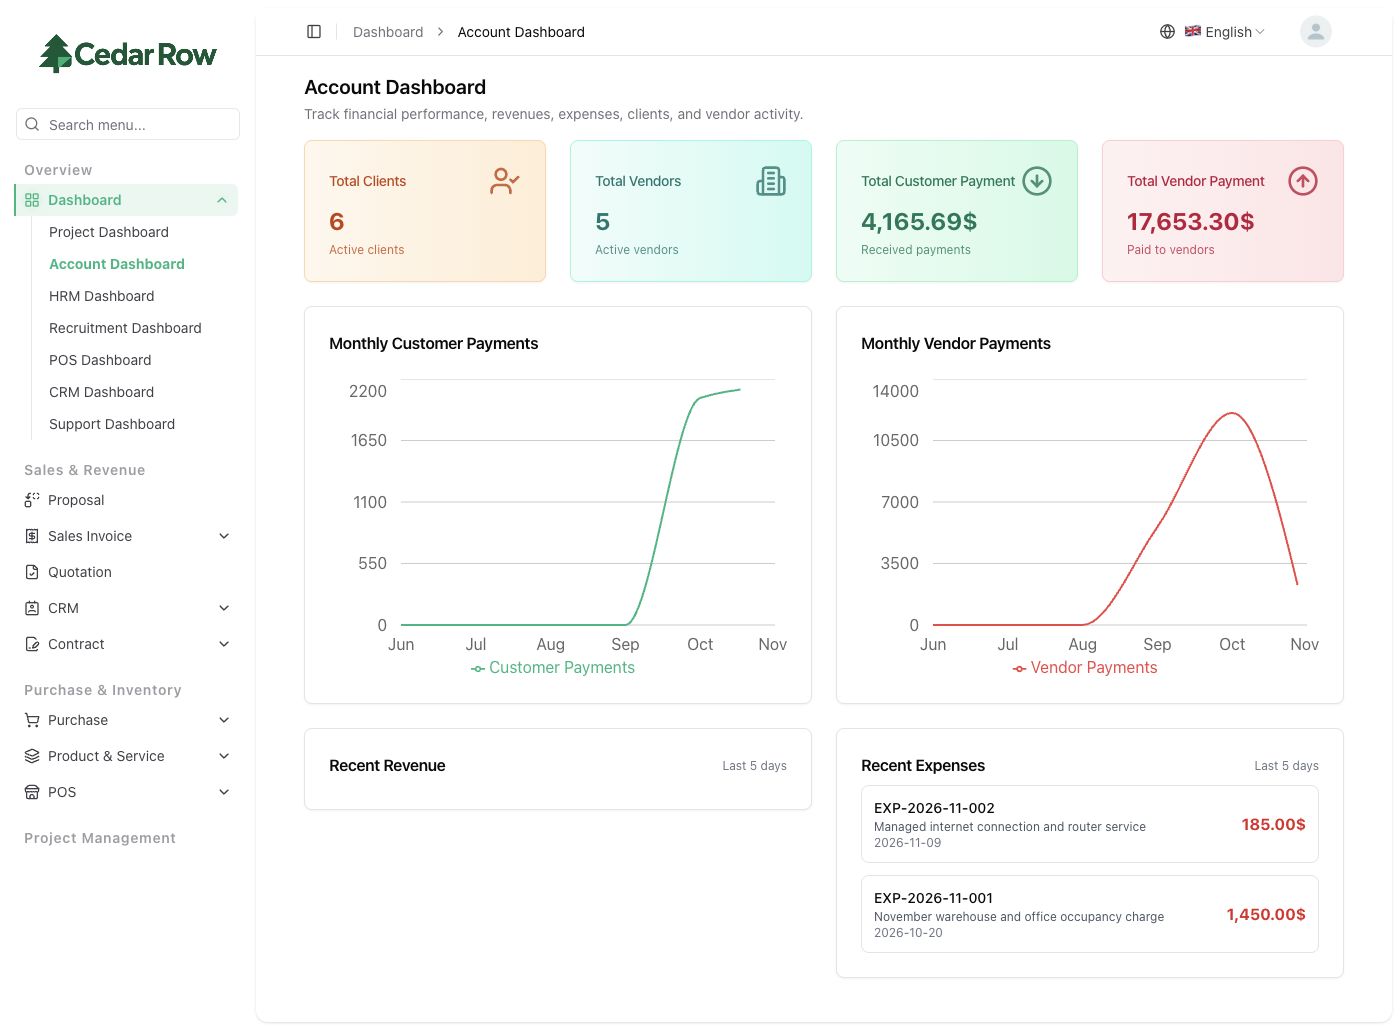 Cedar Row
Search menu...
Overview
Dashboard
Project Dashboard
Account Dashboard
HRM Dashboard
Recruitment Dashboard
POS Dashboard
CRM Dashboard
Support Dashboard
Sales & Revenue
Proposal
Sales Invoice
Quotation
CRM
Contract
Purchase & Inventory
Purchase
Product & Service
POS
Project Management
Dashboard > Account Dashboard
English
Account Dashboard
Track financial performance, revenues, expenses, clients, and vendor activity.
Total Clients
6
Active clients
Total Vendors
5
Active vendors
Total Customer Payment
4,165.69$
Received payments
Total Vendor Payment
17,653.30$
Paid to vendors
Monthly Customer Payments
2200
1650
1100
550
0
Jun Jul Aug Sep Oct Nov
Customer Payments
Monthly Vendor Payments
14000
10500
7000
3500
0
Jun Jul Aug Sep Oct Nov
Vendor Payments
Recent Revenue
Last 5 days
Recent Expenses
Last 5 days
EXP-2026-11-002
Managed internet connection and router service
2026-11-09
185.00$
EXP-2026-11-001
November warehouse and office occupancy charge
2026-10-20
1,450.00$